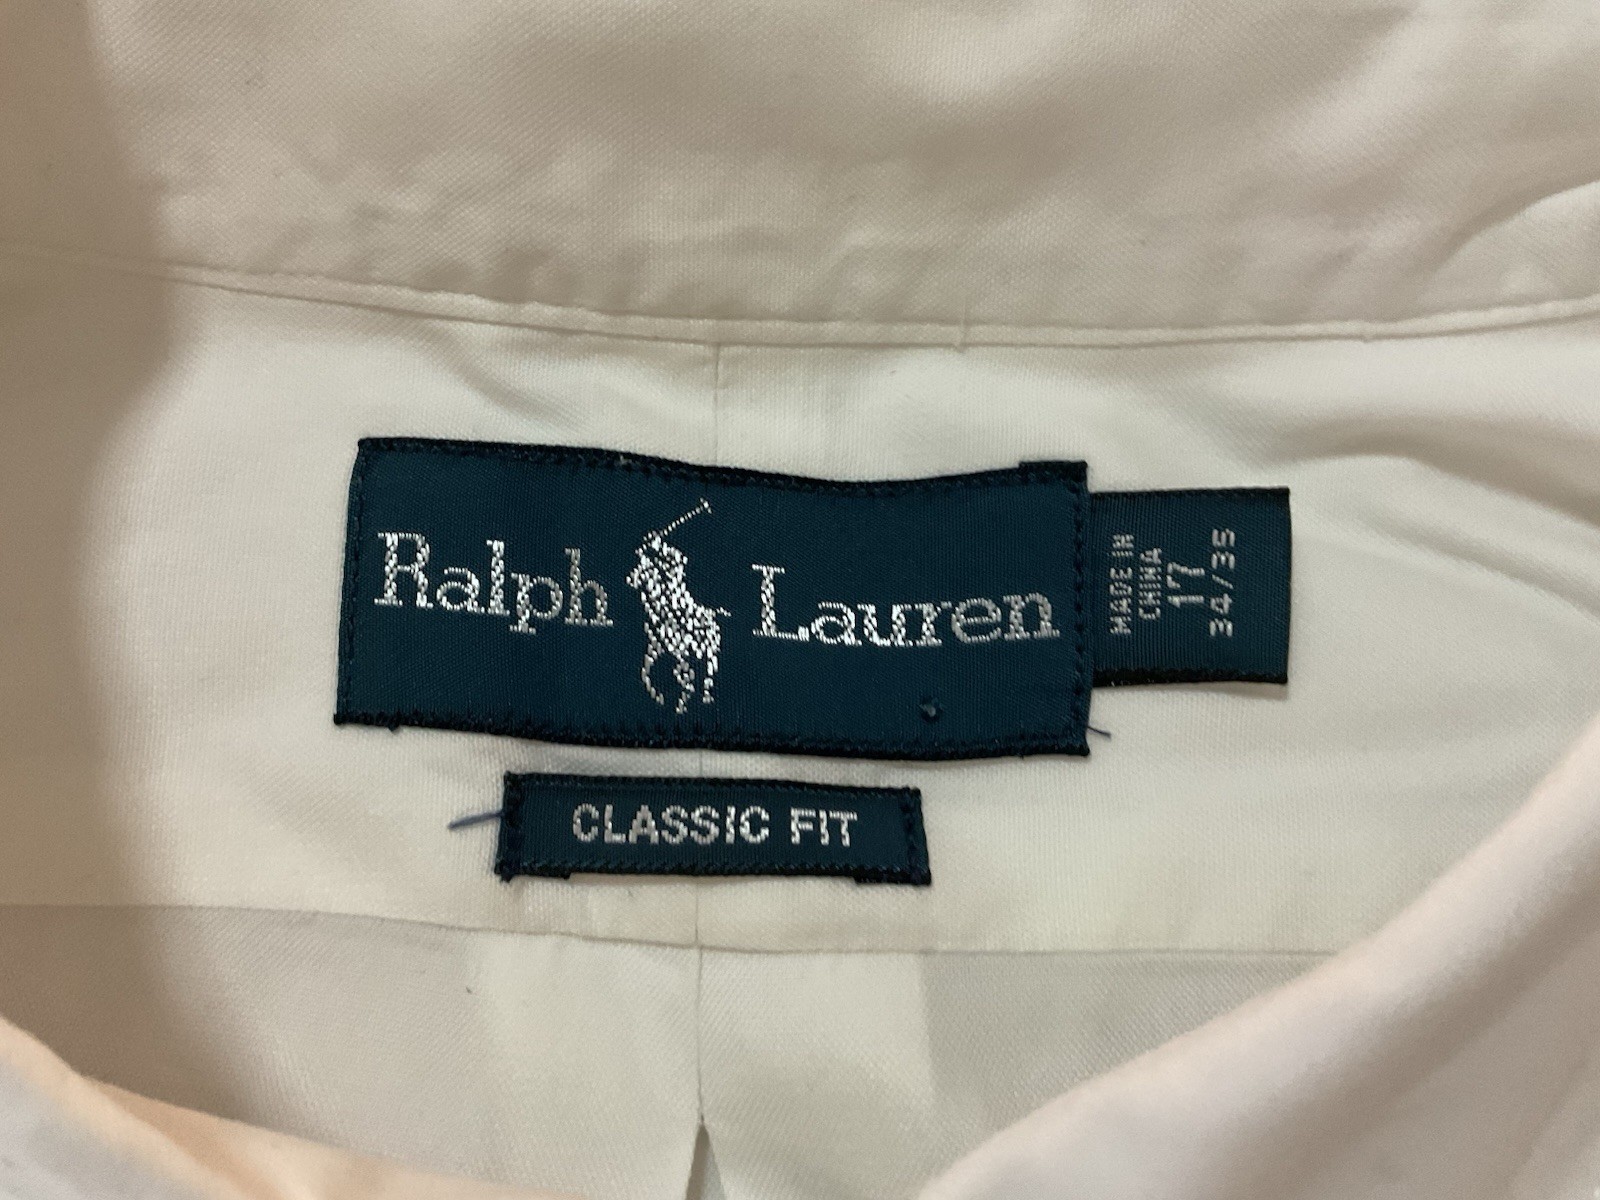 Ralph Lauren
MADE IN
CHINA
17
34/35
CLASSIC FIT